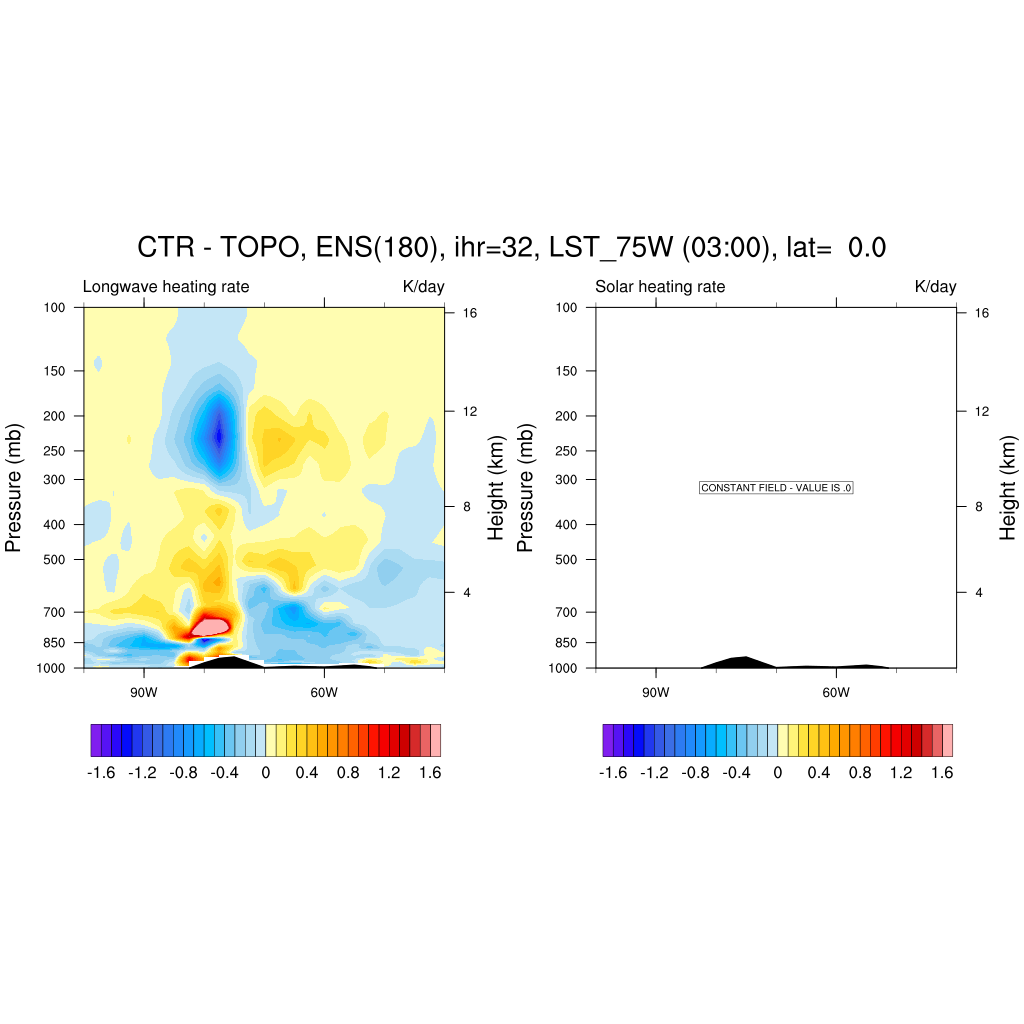 CTR - TOPO, ENS(180), ihr=32, LST_75W (03:00), lat=  0.0
Longwave heating rate K/day
100
150
200
250
300
400
500
700
850
1000
Pressure (mb)
16
12
8
4
Height (km)
90W 60W
-1.6 -1.2 -0.8 -0.4 0 0.4 0.8 1.2 1.6
Solar heating rate K/day
100
150
200
250
300
400
500
700
850
1000
Pressure (mb)
CONSTANT FIELD - VALUE IS .0
16
12
8
4
Height (km)
90W 60W
-1.6 -1.2 -0.8 -0.4 0 0.4 0.8 1.2 1.6